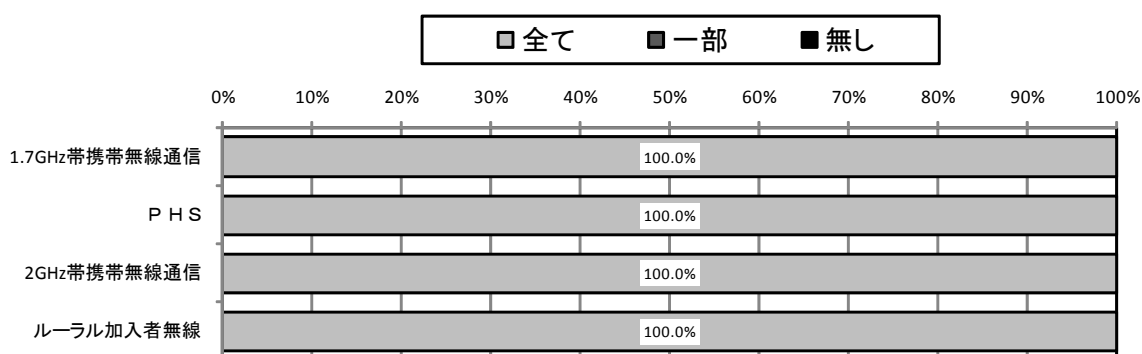 全て 一部 無し
0% 10% 20% 30% 40% 50% 60% 70% 80% 90% 100%
1.7GHz帯携帯無線通信 100.0%
ＰＨＳ 100.0%
2GHz帯携帯無線通信 100.0%
ルーラル加入者無線 100.0%